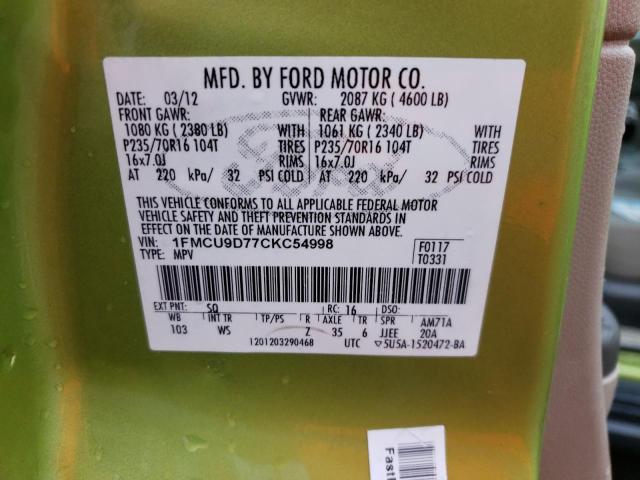 MFD. BY FORD MOTOR CO.
DATE: 03/12 GVWR: 2087 KG ( 4600 LB)
FRONT GAWR: REAR GAWR:
1080 KG ( 2380 LB) WITH 1061 KG ( 2340 LB) WITH
P235/70R16 104T TIRES P235/70R16 104T TIRES
16x7.0J RIMS 16x7.0J RIMS
AT 220 kPa/ 32 PSI COLD AT 220 kPa/ 32 PSI COLD
THIS VEHICLE CONFORMS TO ALL APPLICABLE FEDERAL MOTOR
VEHICLE SAFETY AND THEFT PREVENTION STANDARDS IN
EFFECT ON THE DATE OF MANUFACTURE SHOWN ABOVE.
VIN: 1FMCU9D77CKC54998 F0117
TYPE: MPV T0331
EXT PNT: SQ RC: 16 DSO:
WB INT TR TP/PS R AXLE TR SPR AM71A
103 WS Z 35 6 JJEE 20A
1201203290468 UTC ▽5U5A-1520472-BA
Fast